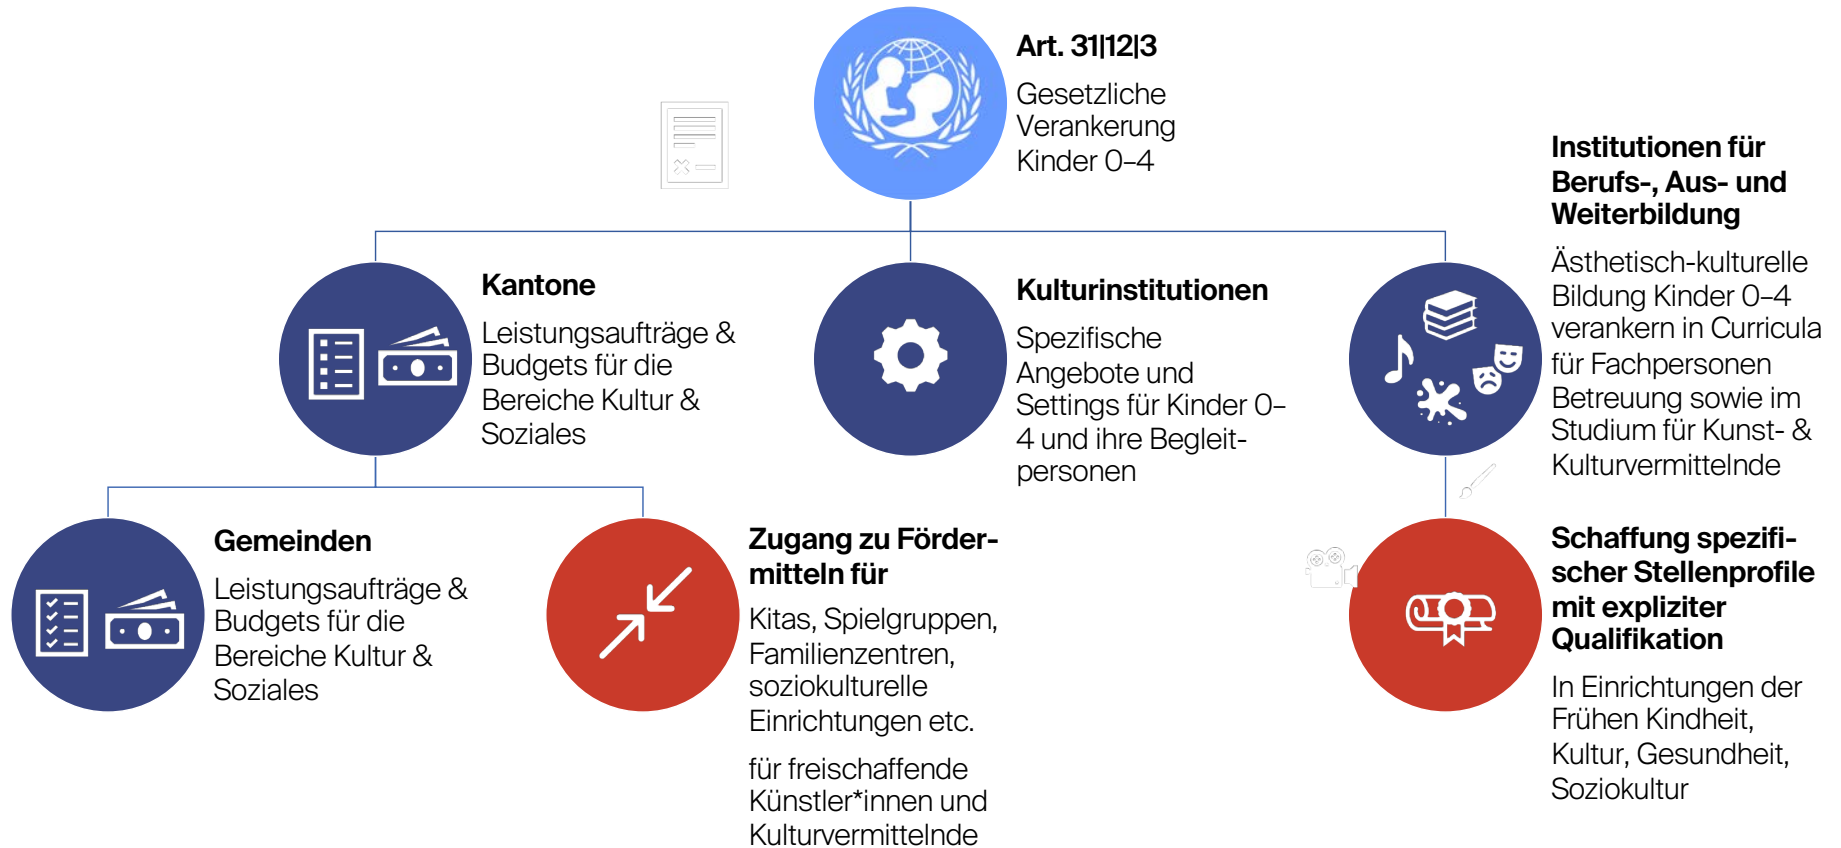 Art. 31|12|3
Gesetzliche
Verankerung
Kinder 0–4
Kantone
Leistungsaufträge &
Budgets für die
Bereiche Kultur &
Soziales
Kulturinstitutionen
Spezifische
Angebote und
Settings für Kinder 0–
4 und ihre Begleit-
personen
Institutionen für
Berufs-, Aus- und
Weiterbildung
Ästhetisch-kulturelle
Bildung Kinder 0–4
verankern in Curricula
für Fachpersonen
Betreuung sowie im
Studium für Kunst- &
Kulturvermittelnde
Gemeinden
Leistungsaufträge &
Budgets für die
Bereiche Kultur &
Soziales
Zugang zu Förder-
mitteln für
Kitas, Spielgruppen,
Familienzentren,
soziokulturelle
Einrichtungen etc.
für freischaffende
Künstler*innen und
Kulturvermittelnde
Schaffung spezifi-
scher Stellenprofile
mit expliziter
Qualifikation
In Einrichtungen der
Frühen Kindheit,
Kultur, Gesundheit,
Soziokultur